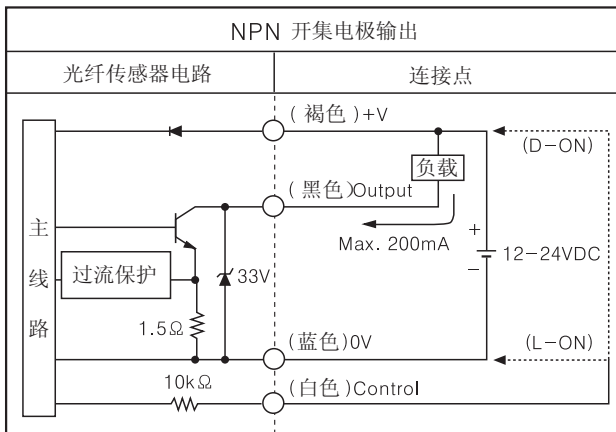 NPN 开集电极输出
光纤传感器电路
连接点
(褐色)+V
(D-ON)
负载
(黑色)Output
Max. 200mA
主线路
过流保护
33V
+
12-24VDC
-
1.5Ω
(蓝色)0V
(L-ON)
10kΩ
(白色)Control